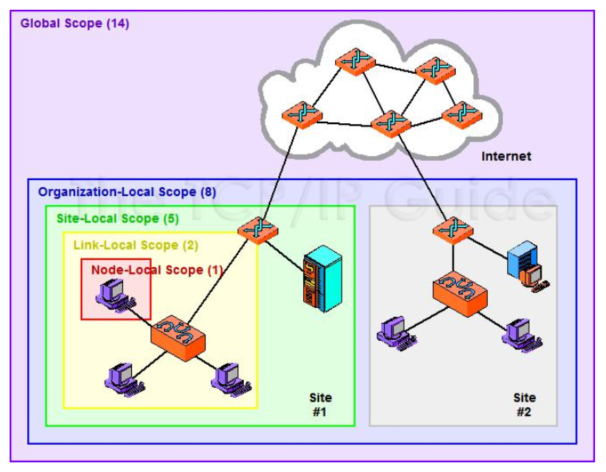 Global Scope (14)
Internet
The TCP/IP Guide
Organization-Local Scope (8)
Site-Local Scope (5)
Link-Local Scope (2)
Node-Local Scope (1)
Site
#1
Site
#2